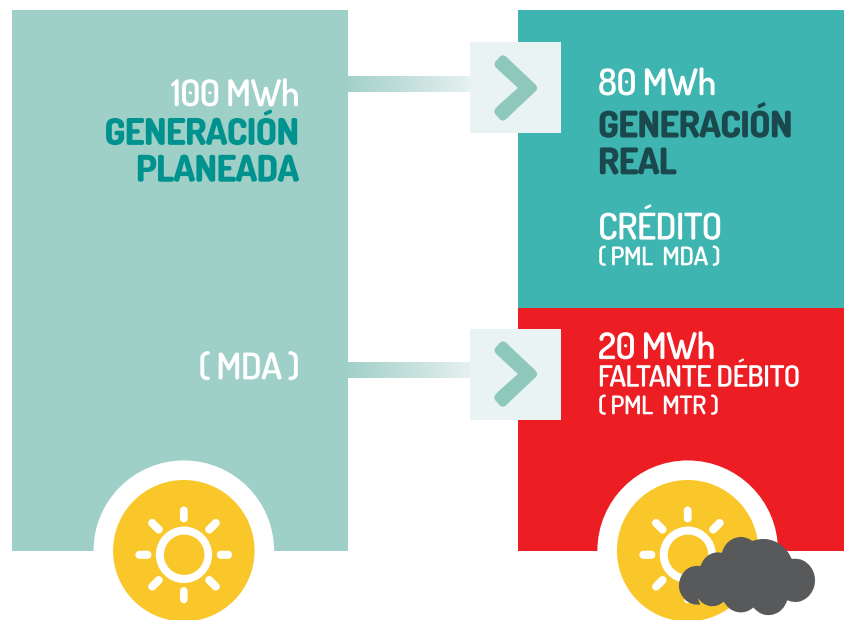 100 MWh
GENERACIÓN
PLANEADA
( MDA )
80 MWh
GENERACIÓN
REAL
CRÉDITO
( PML MDA )
20 MWh
FALTANTE DÉBITO
( PML MTR )